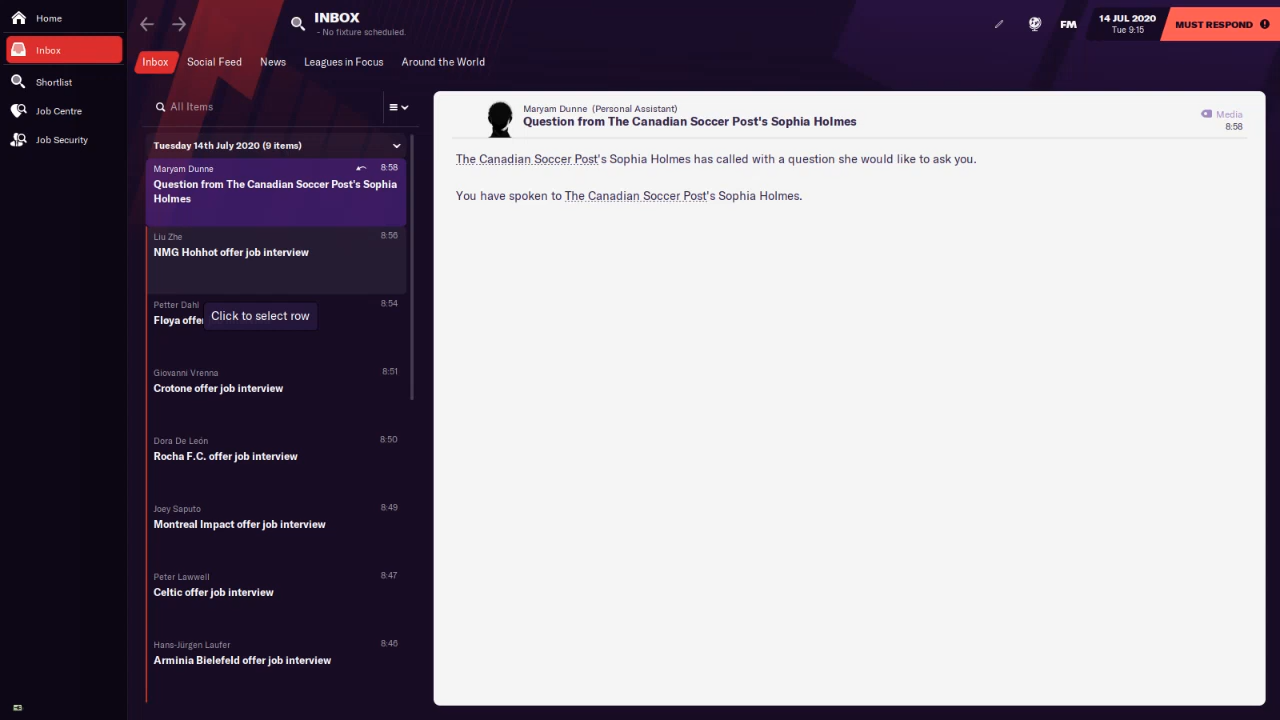 Home
Inbox
Shortlist
Job Centre
Job Security
INBOX
- No fixture scheduled.
FM
14 JUL 2020
Tue 9:15
MUST RESPOND
Inbox
Social Feed
News
Leagues in Focus
Around the World
All Items
Tuesday 14th July 2020 (9 items)
Maryam Dunne 8:58
Question from The Canadian Soccer Post's Sophia
Holmes
Liu Zhe 8:56
NMG Hohhot offer job interview
Petter Dahl 8:54
Fløya offe
Click to select row
Giovanni Vrenna 8:51
Crotone offer job interview
Dora De León 8:50
Rocha F.C. offer job interview
Joey Saputo 8:49
Montreal Impact offer job interview
Peter Lawwell 8:47
Celtic offer job interview
Hans-Jürgen Laufer 8:46
Arminia Bielefeld offer job interview
Maryam Dunne (Personal Assistant)
Question from The Canadian Soccer Post's Sophia Holmes
Media
8:58
The Canadian Soccer Post's Sophia Holmes has called with a question she would like to ask you.
You have spoken to The Canadian Soccer Post's Sophia Holmes.